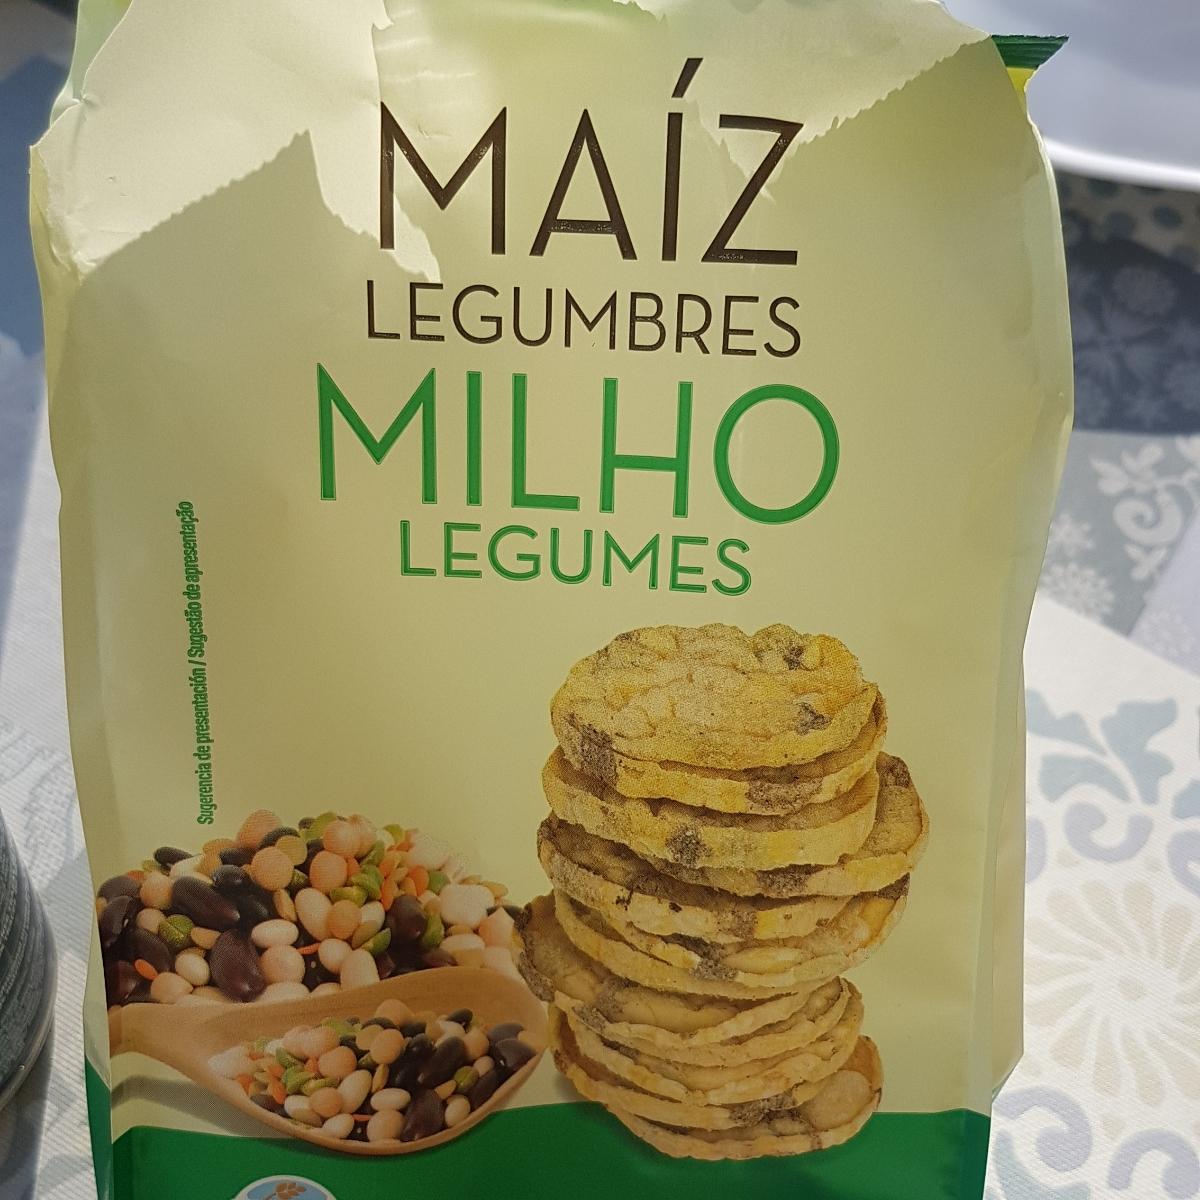 MAÍZ
LEGUMBRES
MILHO
LEGUMES
Sugerencia de presentación / Sugestão de apresentação